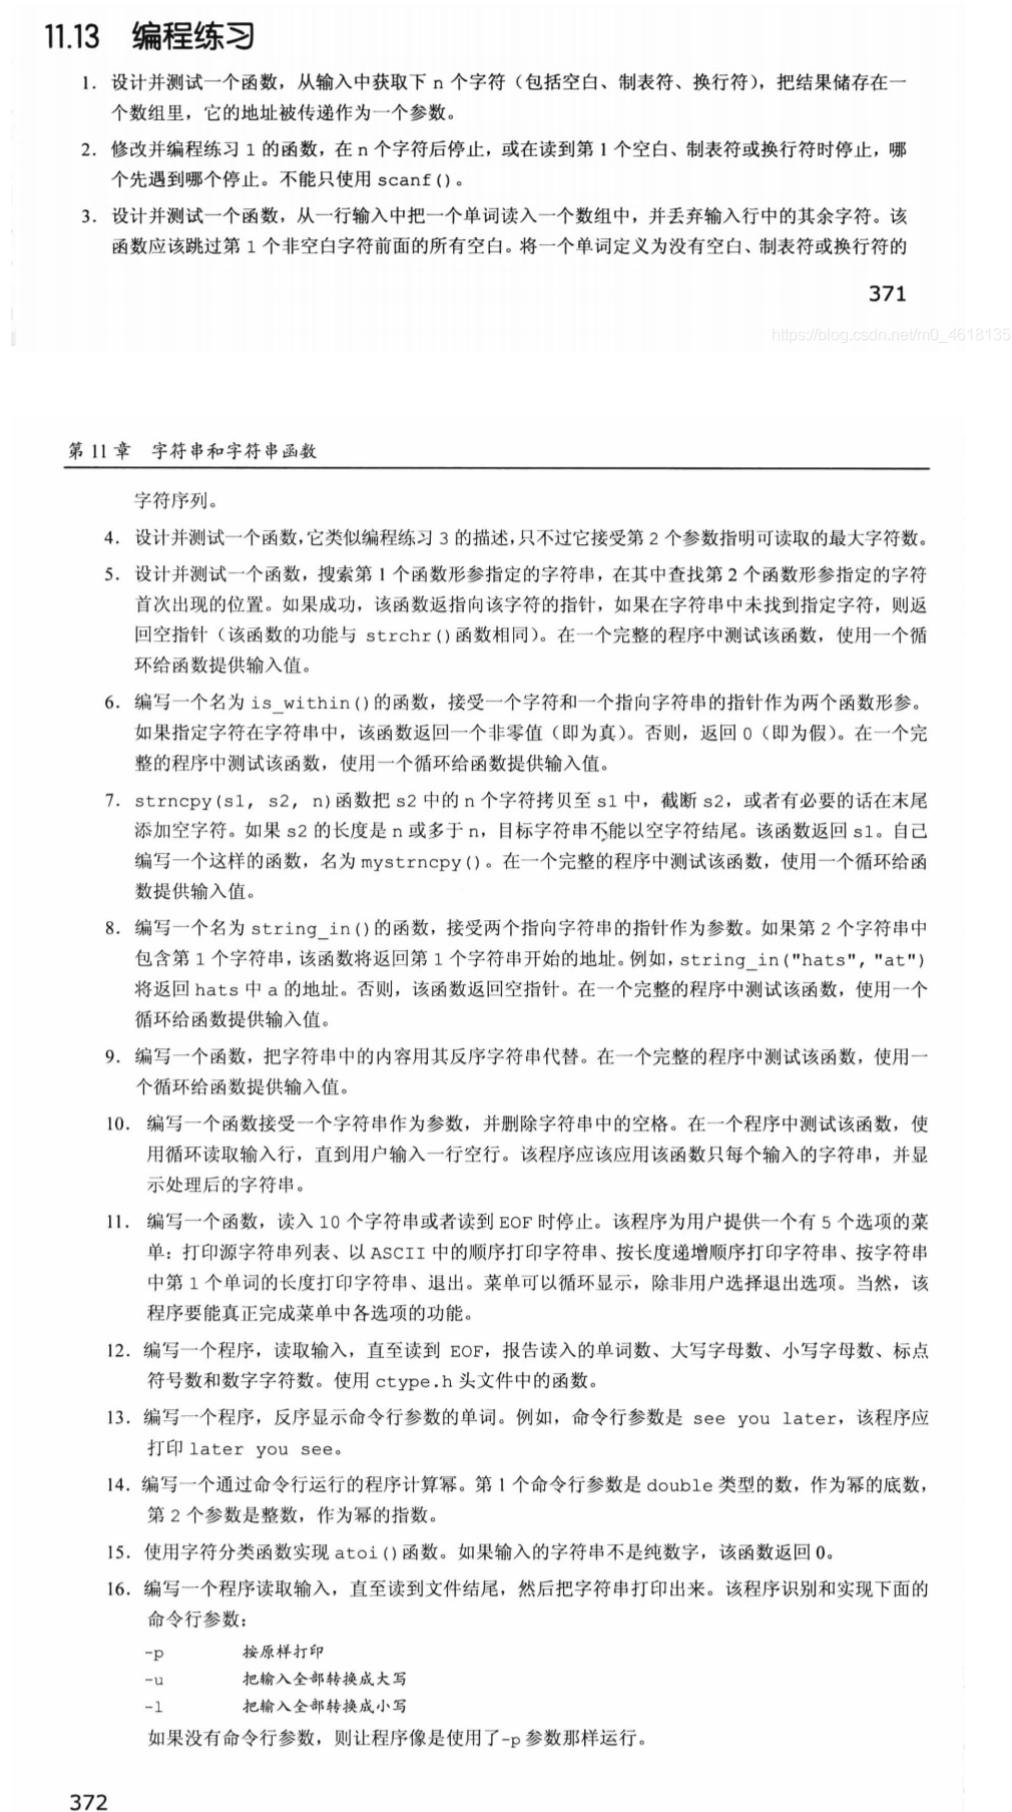 11.13 编程练习
1. 设计并测试一个函数，从输入中获取下 n 个字符（包括空白、制表符、换行符），把结果储存在一
个数组里，它的地址被传递作为一个参数。
2. 修改并编程练习 1 的函数，在 n 个字符后停止，或在读到第 1 个空白、制表符或换行符时停止，哪
个先遇到哪个停止。不能只使用 scanf()。
3. 设计并测试一个函数，从一行输入中把一个单词读入一个数组中，并丢弃输入行中的其余字符。该
函数应该跳过第 1 个非空白字符前面的所有空白。将一个单词定义为没有空白、制表符或换行符的
371
https://blog.csdn.net/m0_4618135
第 11 章 字符串和字符串函数
字符序列。
4. 设计并测试一个函数，它类似编程练习 3 的描述，只不过它接受第 2 个参数指明可读取的最大字符数。
5. 设计并测试一个函数，搜索第 1 个函数形参指定的字符串，在其中查找第 2 个函数形参指定的字符
首次出现的位置。如果成功，该函数返指向该字符的指针，如果在字符串中未找到指定字符，则返
回空指针（该函数的功能与 strchr()函数相同）。在一个完整的程序中测试该函数，使用一个循
环给函数提供输入值。
6. 编写一个名为 is_within()的函数，接受一个字符和一个指向字符串的指针作为两个函数形参。
如果指定字符在字符串中，该函数返回一个非零值（即为真）。否则，返回 0（即为假）。在一个完
整的程序中测试该函数，使用一个循环给函数提供输入值。
7. strncpy(s1, s2, n)函数把 s2 中的 n 个字符拷贝至 s1 中，截断 s2，或者有必要的话在末尾
添加空字符。如果 s2 的长度是 n 或多于 n，目标字符串不能以空字符结尾。该函数返回 s1。自己
编写一个这样的函数，名为 mystrncpy()。在一个完整的程序中测试该函数，使用一个循环给函
数提供输入值。
8. 编写一个名为 string_in()的函数，接受两个指向字符串的指针作为参数。如果第 2 个字符串中
包含第 1 个字符串，该函数将返回第 1 个字符串开始的地址。例如，string_in("hats", "at")
将返回 hats 中 a 的地址。否则，该函数返回空指针。在一个完整的程序中测试该函数，使用一个
循环给函数提供输入值。
9. 编写一个函数，把字符串中的内容用其反序字符串代替。在一个完整的程序中测试该函数，使用一
个循环给函数提供输入值。
10. 编写一个函数接受一个字符串作为参数，并删除字符串中的空格。在一个程序中测试该函数，使
用循环读取输入行，直到用户输入一行空行。该程序应该应用该函数只每个输入的字符串，并显
示处理后的字符串。
11. 编写一个函数，读入 10 个字符串或者读到 EOF 时停止。该程序为用户提供一个有 5 个选项的菜
单：打印源字符串列表、以 ASCII 中的顺序打印字符串、按长度递增顺序打印字符串、按字符串
中第 1 个单词的长度打印字符串、退出。菜单可以循环显示，除非用户选择退出选项。当然，该
程序要能真正完成菜单中各选项的功能。
12. 编写一个程序，读取输入，直至读到 EOF，报告读入的单词数、大写字母数、小写字母数、标点
符号数和数字字符数。使用 ctype.h 头文件中的函数。
13. 编写一个程序，反序显示命令行参数的单词。例如，命令行参数是 see you later，该程序应
打印 later you see。
14. 编写一个通过命令行运行的程序计算幂。第 1 个命令行参数是 double 类型的数，作为幂的底数，
第 2 个参数是整数，作为幂的指数。
15. 使用字符分类函数实现 atoi()函数。如果输入的字符串不是纯数字，该函数返回 0。
16. 编写一个程序读取输入，直至读到文件结尾，然后把字符串打印出来。该程序识别和实现下面的
命令行参数：
-p 按原样打印
-u 把输入全部转换成大写
-l 把输入全部转换成小写
如果没有命令行参数，则让程序像是使用了-p 参数那样运行。
372